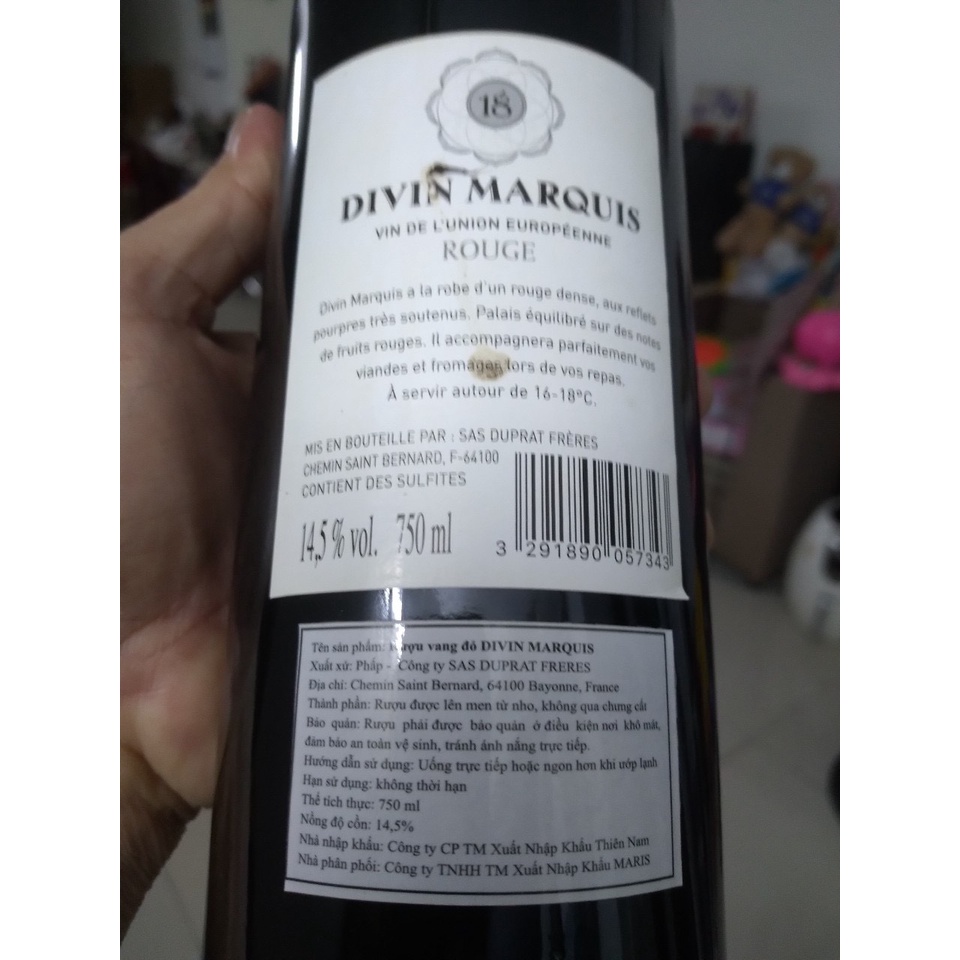 18
DIVIN MARQUIS
VIN DE L'UNION EUROPÉENNE
ROUGE
Divin Marquis a la robe d'un rouge dense, aux reflets
pourpres très soutenus. Palais équilibré sur des notes
de fruits rouges. Il accompagnera parfaitement vos
viandes et fromages lors de vos repas.
À servir autour de 16-18°C.
MIS EN BOUTEILLE PAR : SAS DUPRAT FRÈRES
CHEMIN SAINT BERNARD, F-64100
CONTIENT DES SULFITES
14,5 % vol. 750 ml
3 291890 057343
Tên sản phẩm: Rượu vang đỏ DIVIN MARQUIS
Xuất xứ: Pháp - Công ty SAS DUPRAT FRERES
Địa chỉ: Chemin Saint Bernard, 64100 Bayonne, France
Thành phần: Rượu được lên men từ nho, không qua chưng cất
Bảo quản: Rượu phải được bảo quản ở điều kiện nơi khô mát,
đảm bảo an toàn vệ sinh, tránh ánh nắng trực tiếp.
Hướng dẫn sử dụng: Uống trực tiếp hoặc ngon hơn khi ướp lạnh
Hạn sử dụng: không thời hạn
Thể tích thực: 750 ml
Nồng độ cồn: 14,5%
Nhà nhập khẩu: Công ty CP TM Xuất Nhập Khẩu Thiên Nam
Nhà phân phối: Công ty TNHH TM Xuất Nhập Khẩu MARIS